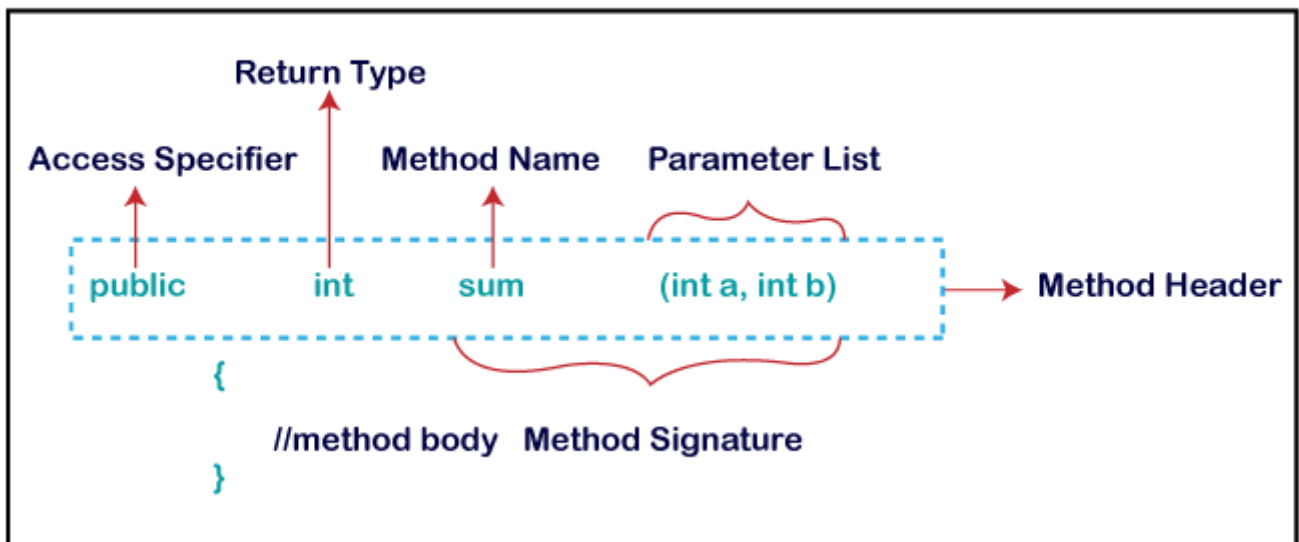 Return Type
Access Specifier Method Name Parameter List
public int sum (int a, int b) Method Header
{
//method body Method Signature
}